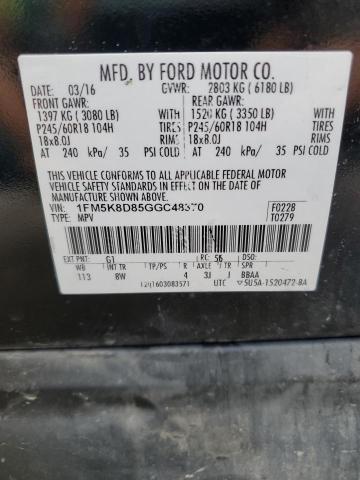 MFD. BY FORD MOTOR CO.
DATE: 03/16 GVWR: 2803 KG ( 6180 LB)
FRONT GAWR: REAR GAWR:
1397 KG ( 3080 LB) WITH 1520 KG ( 3350 LB) WITH
P245/60R18 104H TIRES P245/60R18 104H TIRES
18x8.0J RIMS 18x8.0J RIMS
AT 240 kPa/ 35 PSI COLD AT 240 kPa/ 35 PSI COLD
THIS VEHICLE CONFORMS TO ALL APPLICABLE FEDERAL MOTOR
VEHICLE SAFETY AND THEFT PREVENTION STANDARDS IN EFFECT ON THE DATE OF
MANUFACTURE SHOWN ABOVE.
VIN: 1FM5K8D85GGC48370 F0228
TYPE: MPV T0279
EXT PNT: G1 RC: 56 DSO:
WB INT TR TP/PS R AXLE TR SPR
113 8W 4 3J J BBAA
UTC 5U5A-1520472-BA